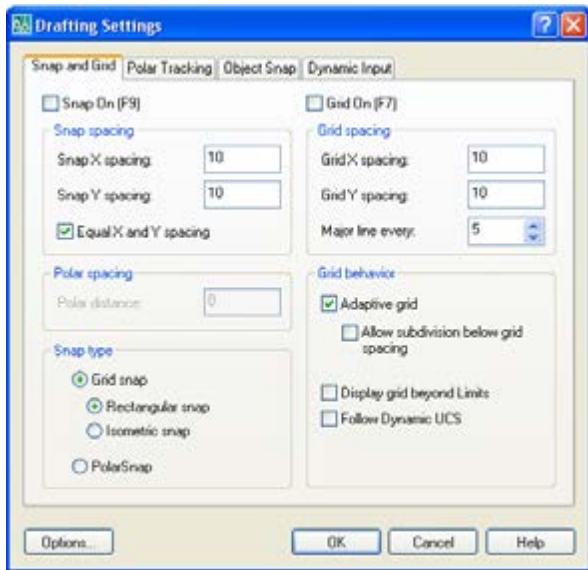 Drafting Settings
Snap and Grid
Polar Tracking
Object Snap
Dynamic Input
Snap On (F9)
Snap spacing
Snap X spacing: 10
Snap Y spacing: 10
Equal X and Y spacing
Polar spacing
Polar distance: 0
Snap type
Grid snap
Rectangular snap
Isometric snap
PolarSnap
Grid On (F7)
Grid spacing
Grid X spacing: 10
Grid Y spacing: 10
Major line every: 5
Grid behavior
Adaptive grid
Allow subdivision below grid
spacing
Display grid beyond Limits
Follow Dynamic UCS
Options...
OK
Cancel
Help